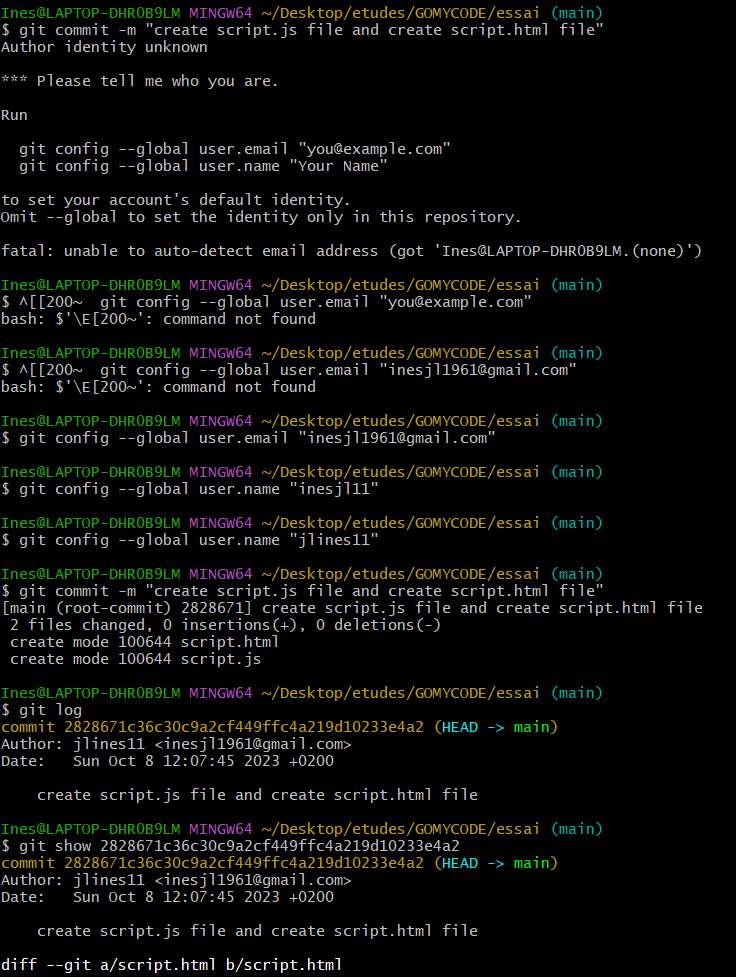 Ines@LAPTOP-DHR0B9LM MINGW64 ~/Desktop/etudes/GOMYCODE/essai (main)
$ git commit -m "create script.js file and create script.html file"
Author identity unknown
*** Please tell me who you are.
Run
  git config --global user.email "you@example.com"
  git config --global user.name "Your Name"
to set your account's default identity.
Omit --global to set the identity only in this repository.
fatal: unable to auto-detect email address (got 'Ines@LAPTOP-DHR0B9LM.(none)')
Ines@LAPTOP-DHR0B9LM MINGW64 ~/Desktop/etudes/GOMYCODE/essai (main)
$ ^[[200~  git config --global user.email "you@example.com"
bash: $'\E[200~': command not found
Ines@LAPTOP-DHR0B9LM MINGW64 ~/Desktop/etudes/GOMYCODE/essai (main)
$ ^[[200~  git config --global user.email "inesjl1961@gmail.com"
bash: $'\E[200~': command not found
Ines@LAPTOP-DHR0B9LM MINGW64 ~/Desktop/etudes/GOMYCODE/essai (main)
$ git config --global user.email "inesjl1961@gmail.com"
Ines@LAPTOP-DHR0B9LM MINGW64 ~/Desktop/etudes/GOMYCODE/essai (main)
$ git config --global user.name "inesjl11"
Ines@LAPTOP-DHR0B9LM MINGW64 ~/Desktop/etudes/GOMYCODE/essai (main)
$ git config --global user.name "jlines11"
Ines@LAPTOP-DHR0B9LM MINGW64 ~/Desktop/etudes/GOMYCODE/essai (main)
$ git commit -m "create script.js file and create script.html file"
[main (root-commit) 2828671] create script.js file and create script.html file
 2 files changed, 0 insertions(+), 0 deletions(-)
 create mode 100644 script.html
 create mode 100644 script.js
Ines@LAPTOP-DHR0B9LM MINGW64 ~/Desktop/etudes/GOMYCODE/essai (main)
$ git log
commit 2828671c36c30c9a2cf449ffc4a219d10233e4a2 (HEAD -> main)
Author: jlines11 <inesjl1961@gmail.com>
Date:   Sun Oct 8 12:07:45 2023 +0200
    create script.js file and create script.html file
Ines@LAPTOP-DHR0B9LM MINGW64 ~/Desktop/etudes/GOMYCODE/essai (main)
$ git show 2828671c36c30c9a2cf449ffc4a219d10233e4a2
commit 2828671c36c30c9a2cf449ffc4a219d10233e4a2 (HEAD -> main)
Author: jlines11 <inesjl1961@gmail.com>
Date:   Sun Oct 8 12:07:45 2023 +0200
    create script.js file and create script.html file
diff --git a/script.html b/script.html